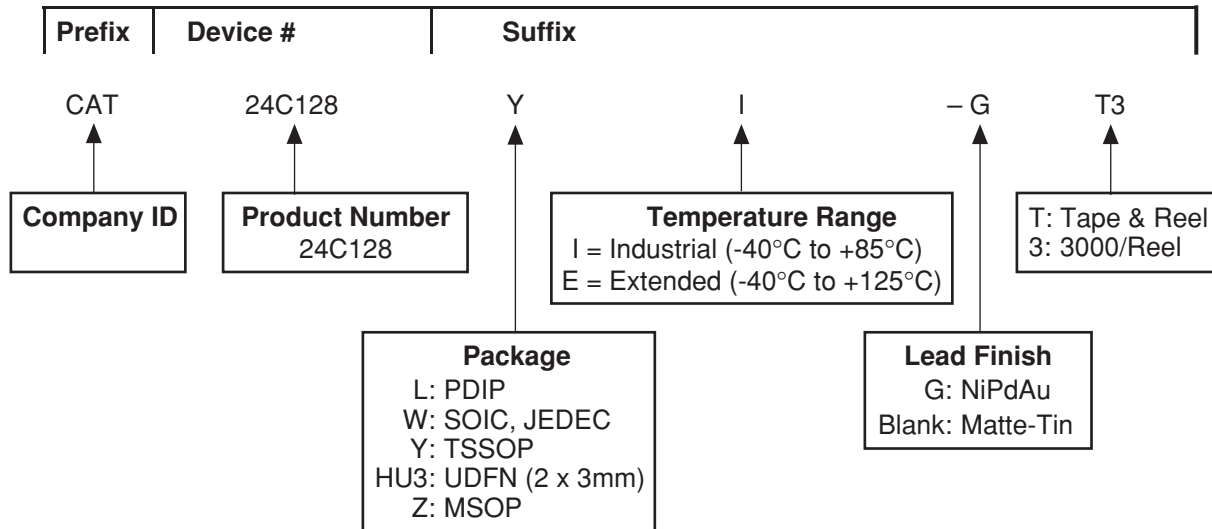 Prefix Device # Suffix
CAT 24C128 Y I – G T3
Company ID
Product Number
24C128
Temperature Range
I = Industrial (-40°C to +85°C)
E = Extended (-40°C to +125°C)
T: Tape & Reel
3: 3000/Reel
Package
L: PDIP
W: SOIC, JEDEC
Y: TSSOP
HU3: UDFN (2 x 3mm)
Z: MSOP
Lead Finish
G: NiPdAu
Blank: Matte-Tin